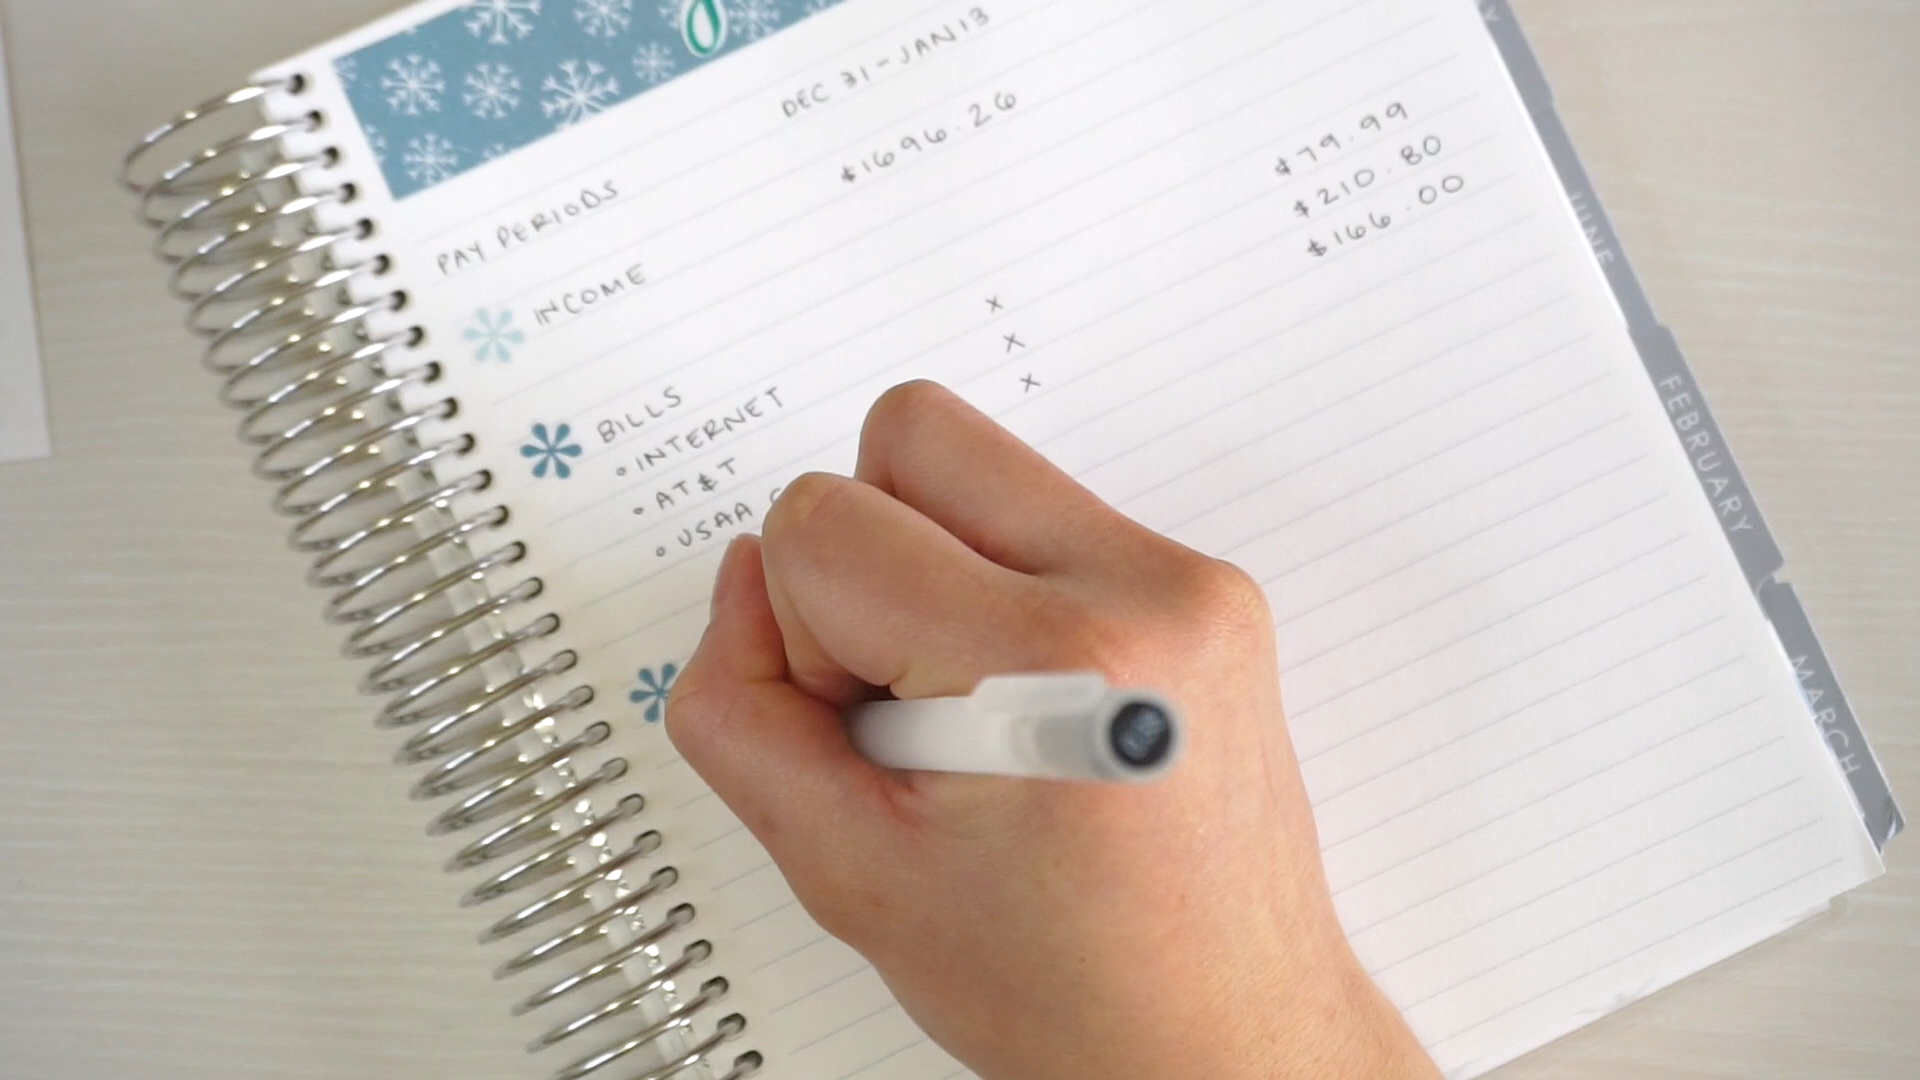 PAY PERIODS DEC 31 - JAN 13
INCOME $1696.26
BILLS
• INTERNET x $79.99
• AT&T x $210.80
• USAA x $166.00
JUNE
FEBRUARY
MARCH